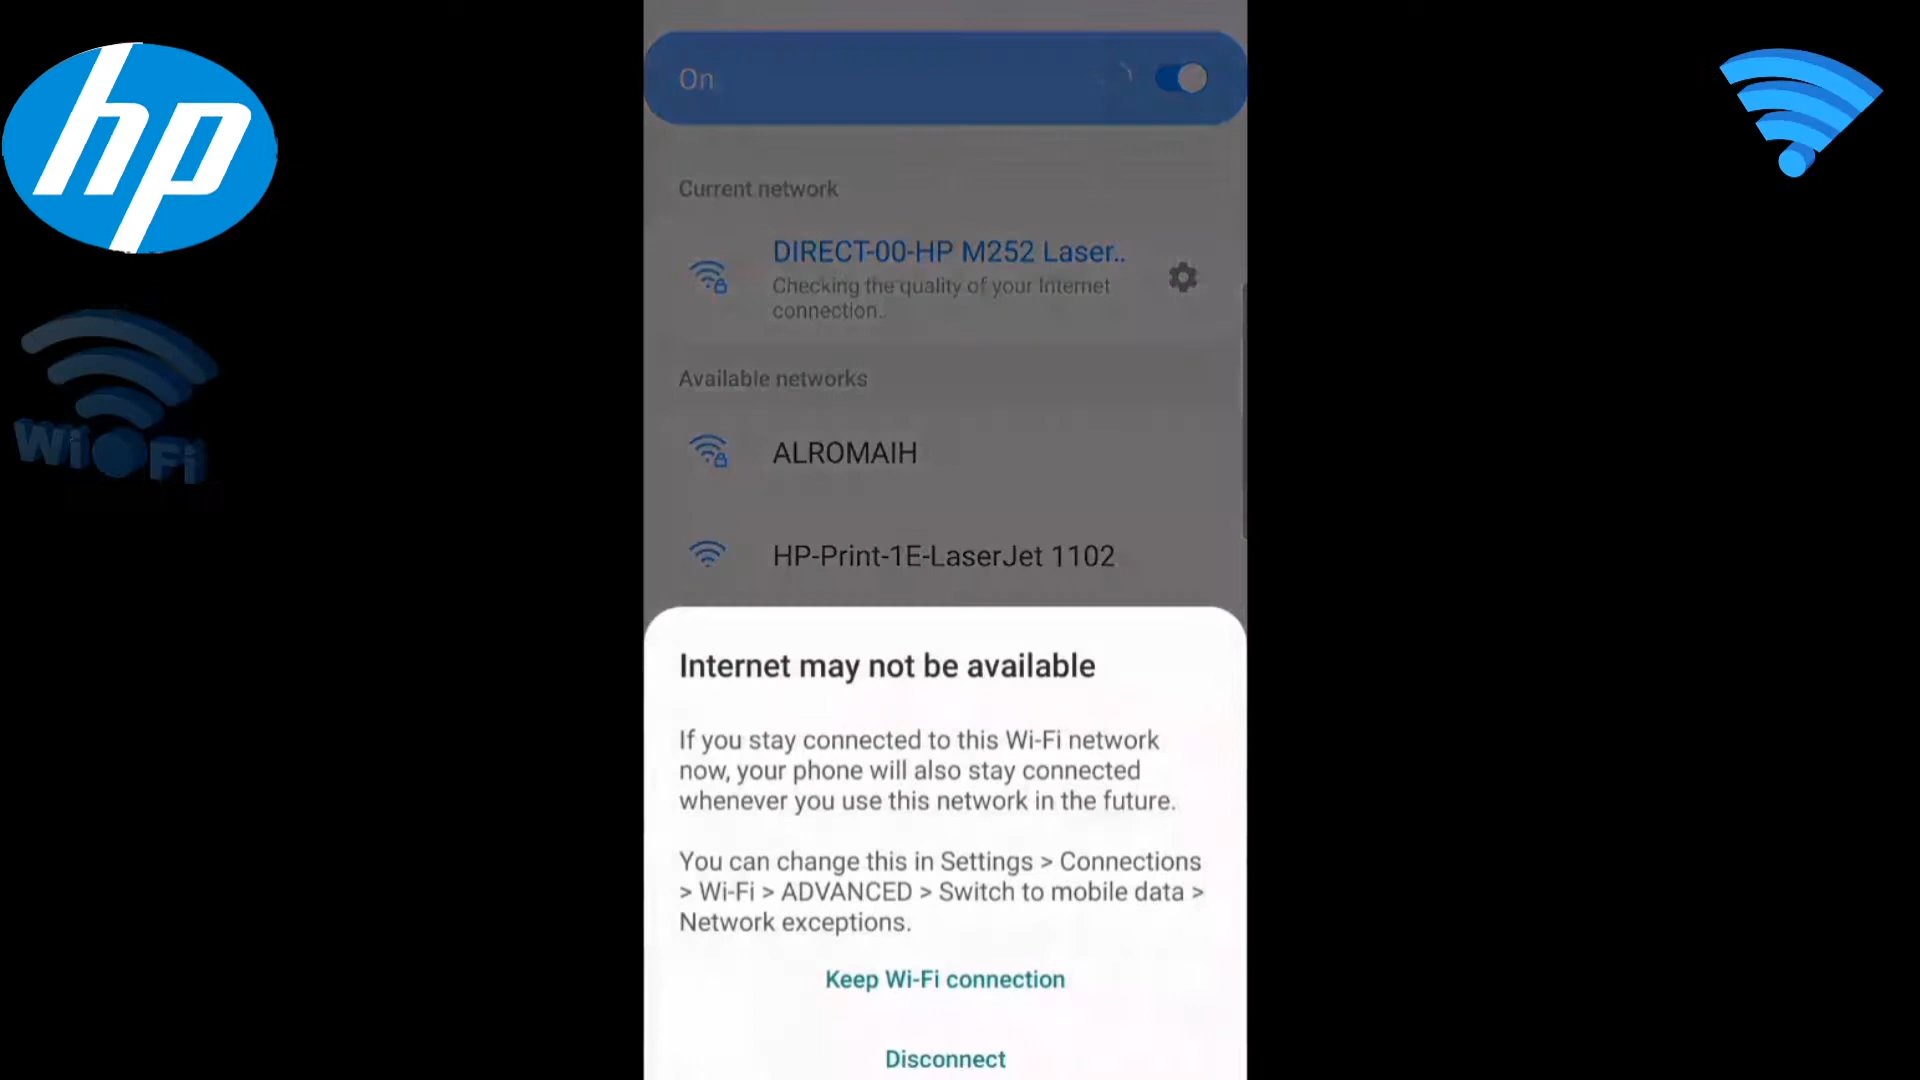 hp
On
Current network
DIRECT-00-HP M252 Laser..
Checking the quality of your Internet
connection..
Available networks
ALROMAIH
Wi Fi
HP-Print-1E-LaserJet 1102
Internet may not be available
If you stay connected to this Wi-Fi network
now, your phone will also stay connected
whenever you use this network in the future.
You can change this in Settings > Connections
> Wi-Fi > ADVANCED > Switch to mobile data >
Network exceptions.
Keep Wi-Fi connection
Disconnect